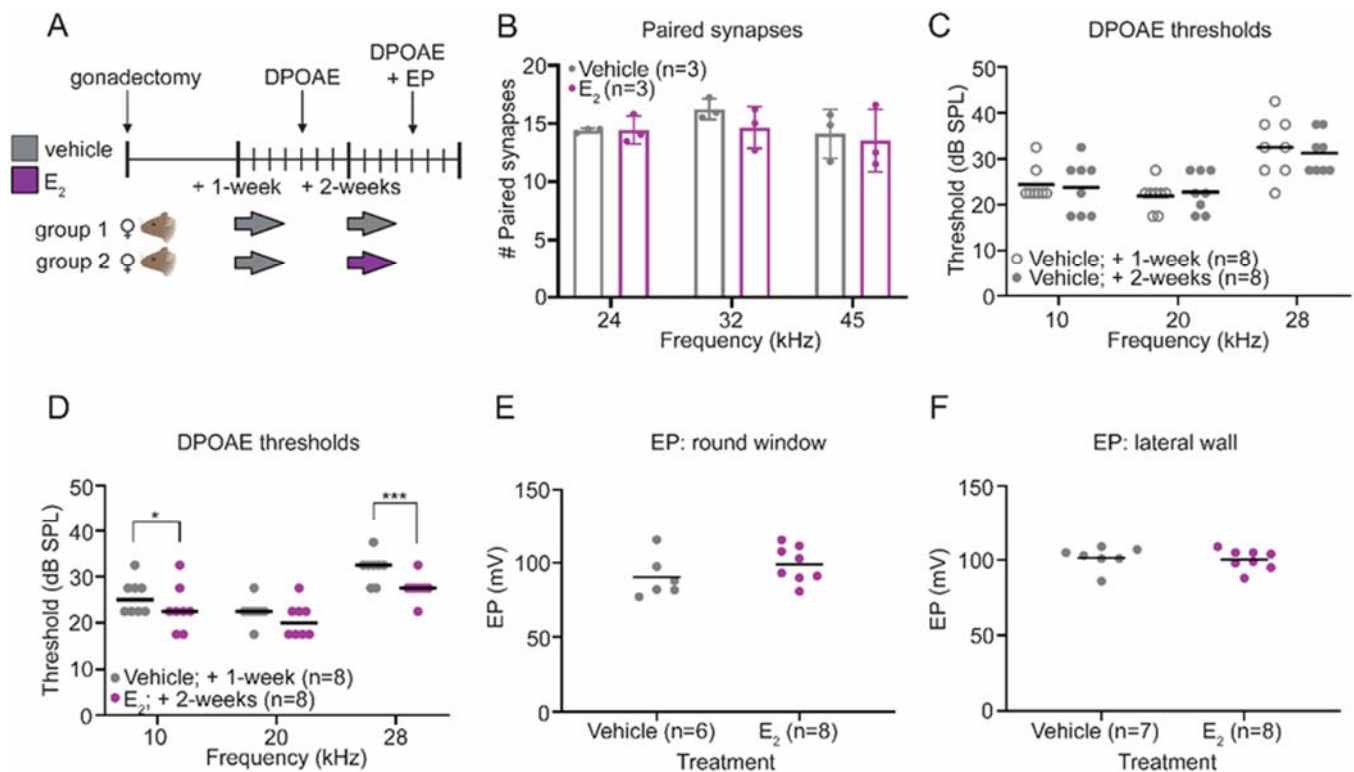 A
gonadectomy
DPOAE
DPOAE
+ EP
vehicle
E₂
+ 1-week
+ 2-weeks
group 1 ♀
group 2 ♀
B
Paired synapses
# Paired synapses
20
15
10
5
0
Vehicle (n=3)
E₂ (n=3)
24
32
45
Frequency (kHz)
C
DPOAE thresholds
Threshold (dB SPL)
50
40
30
20
10
0
Vehicle; + 1-week (n=8)
Vehicle; + 2-weeks (n=8)
10
20
28
Frequency (kHz)
D
DPOAE thresholds
Threshold (dB SPL)
50
40
30
20
10
0
*
***
Vehicle; + 1-week (n=8)
E₂; + 2-weeks (n=8)
10
20
28
Frequency (kHz)
E
EP: round window
EP (mV)
150
100
50
0
Vehicle (n=6)
E₂ (n=8)
Treatment
F
EP: lateral wall
EP (mV)
150
100
50
0
Vehicle (n=7)
E₂ (n=8)
Treatment